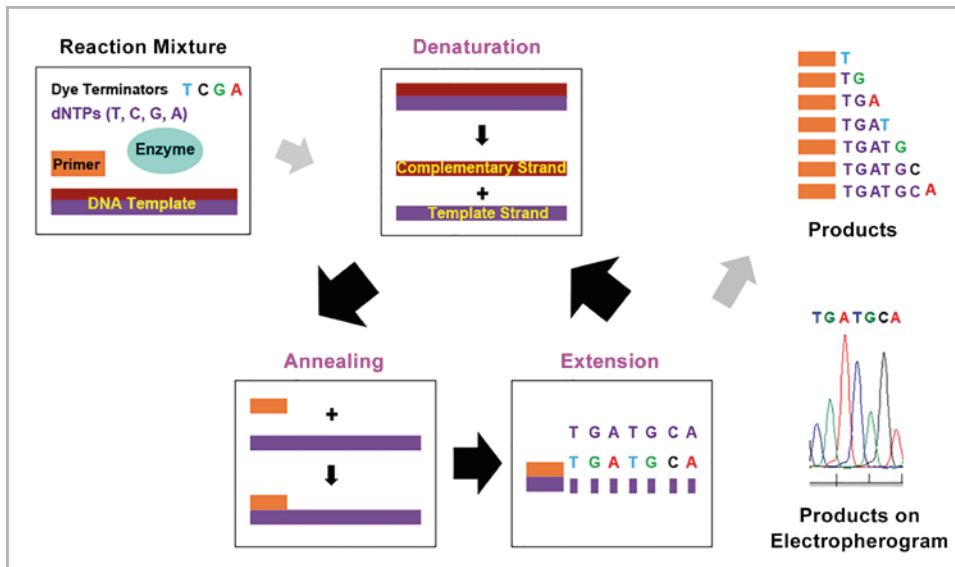 Reaction Mixture
Dye Terminators T C G A
dNTPs (T, C, G, A)
Enzyme
Primer
DNA Template
Denaturation
Complementary Strand
+
Template Strand
T
TG
TGA
TGAT
TGATG
TGATGC
TGATGCA
Products
Annealing
+
Extension
T G A T G C A
T G A T G C A
TGATGCA
Products on
Electropherogram